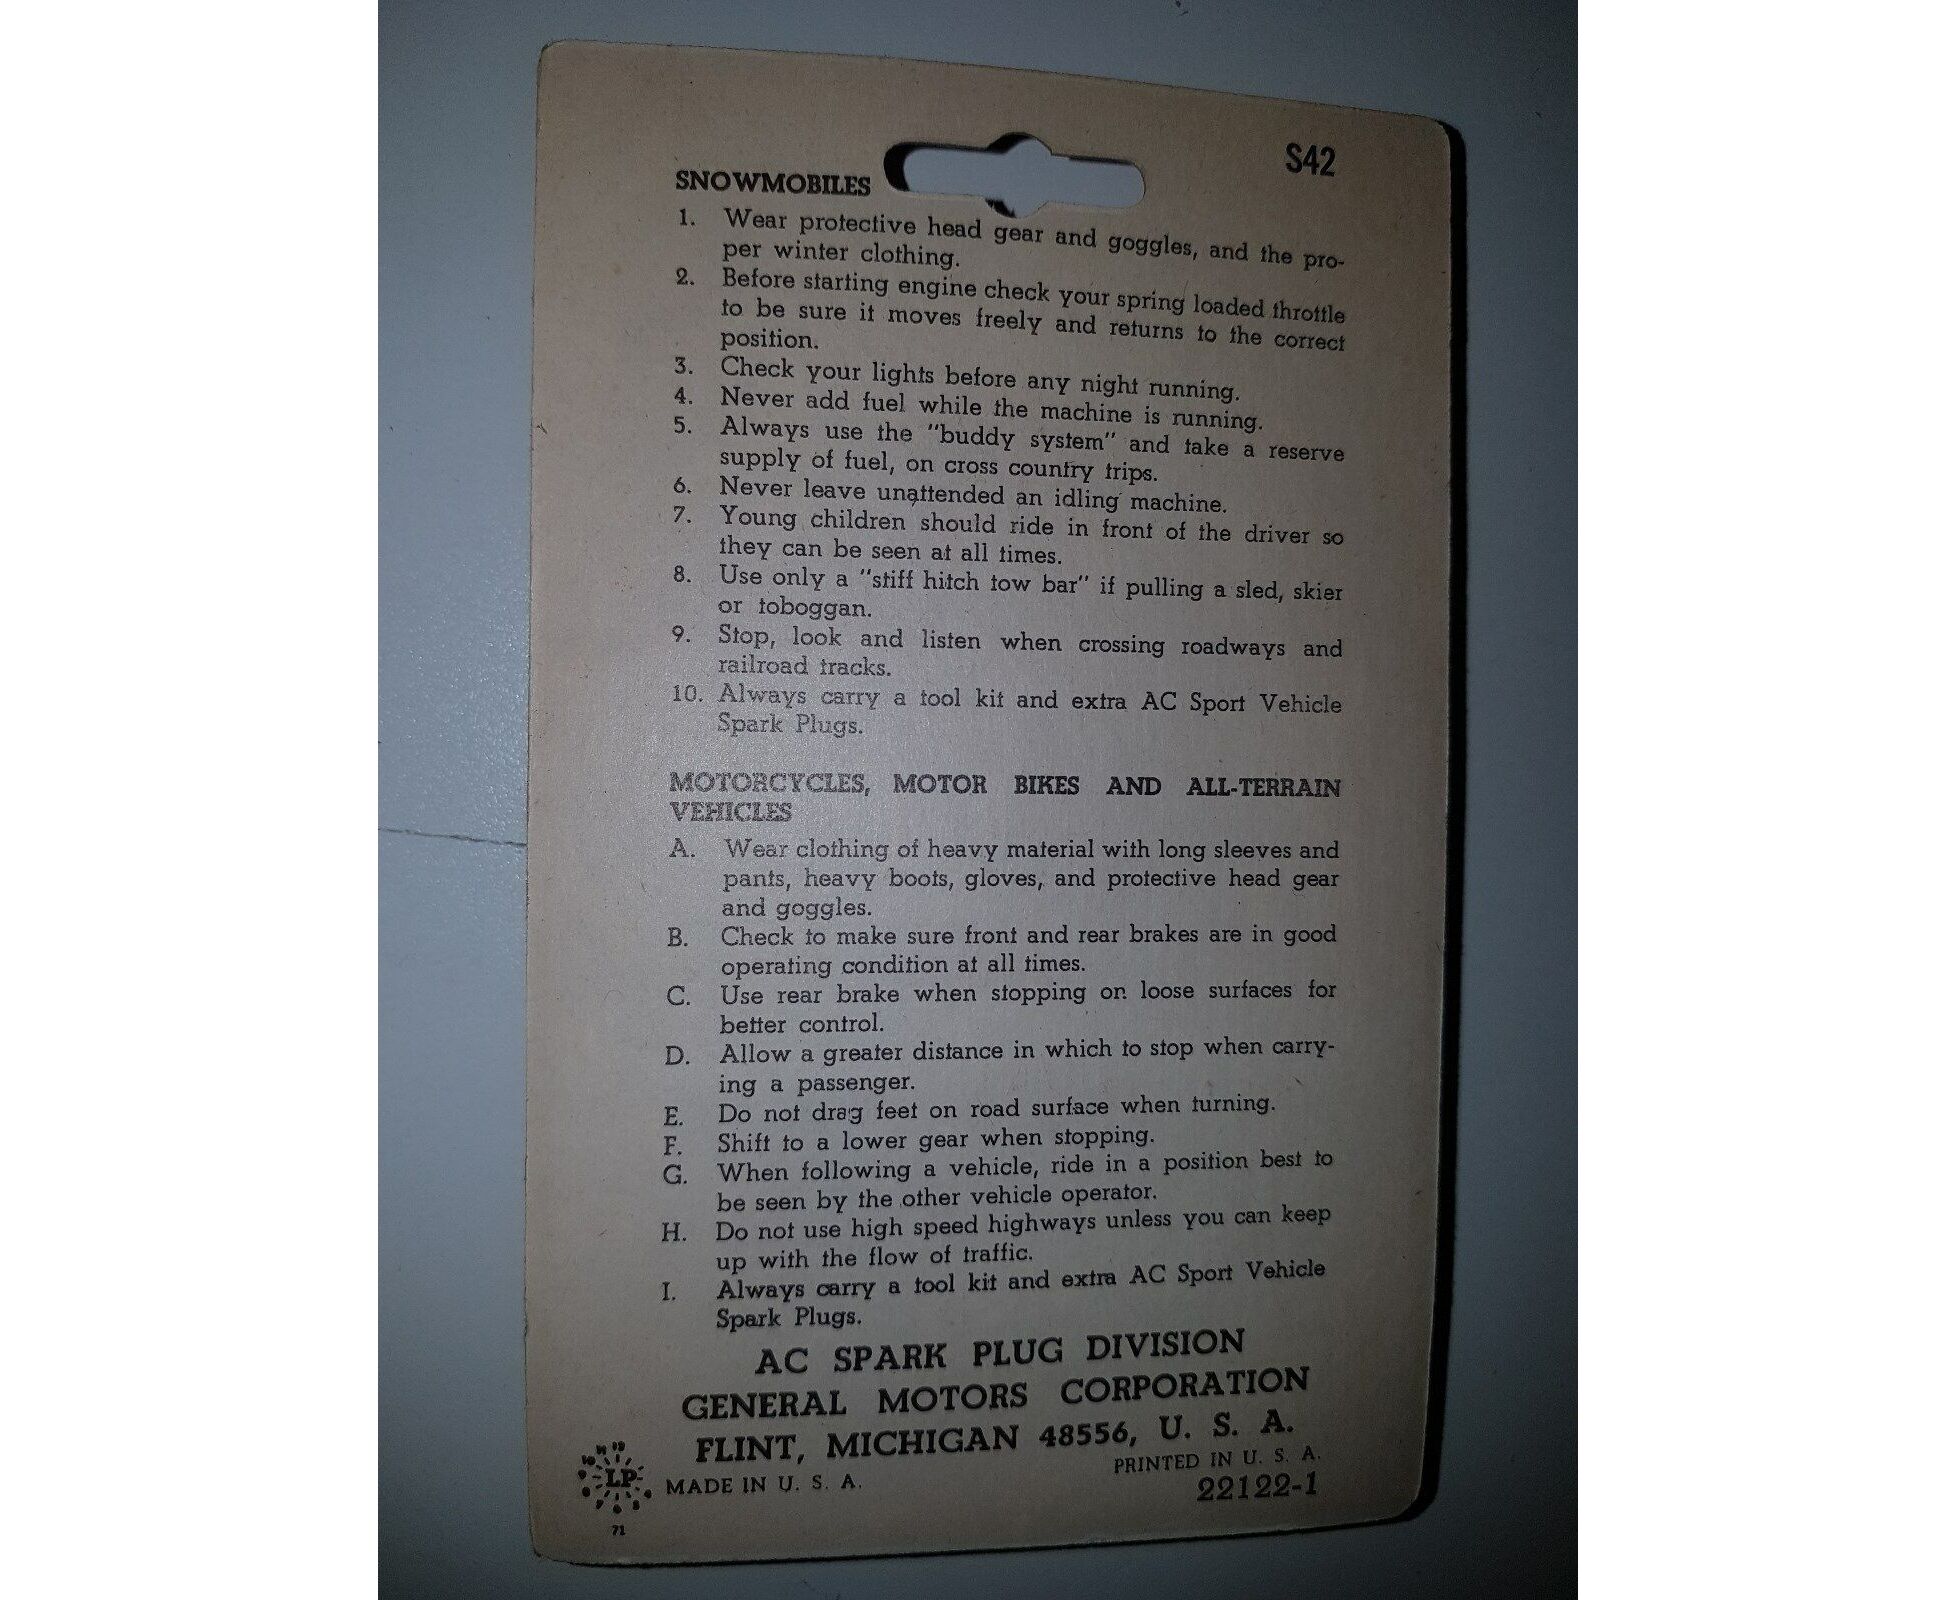 S42
SNOWMOBILES
1. Wear protective head gear and goggles, and the pro-
per winter clothing.
2. Before starting engine check your spring loaded throttle
to be sure it moves freely and returns to the correct
position.
3. Check your lights before any night running.
4. Never add fuel while the machine is running.
5. Always use the "buddy system" and take a reserve
supply of fuel, on cross country trips.
6. Never leave unattended an idling machine.
7. Young children should ride in front of the driver so
they can be seen at all times.
8. Use only a "stiff hitch tow bar" if pulling a sled, skier
or toboggan.
9. Stop, look and listen when crossing roadways and
railroad tracks.
10. Always carry a tool kit and extra AC Sport Vehicle
Spark Plugs.
MOTORCYCLES, MOTOR BIKES AND ALL-TERRAIN
VEHICLES
A. Wear clothing of heavy material with long sleeves and
pants, heavy boots, gloves, and protective head gear
and goggles.
B. Check to make sure front and rear brakes are in good
operating condition at all times.
C. Use rear brake when stopping on loose surfaces for
better control.
D. Allow a greater distance in which to stop when carry-
ing a passenger.
E. Do not drag feet on road surface when turning.
F. Shift to a lower gear when stopping.
G. When following a vehicle, ride in a position best to
be seen by the other vehicle operator.
H. Do not use high speed highways unless you can keep
up with the flow of traffic.
I. Always carry a tool kit and extra AC Sport Vehicle
Spark Plugs.
AC SPARK PLUG DIVISION
GENERAL MOTORS CORPORATION
FLINT, MICHIGAN 48556, U. S. A.
PRINTED IN U. S. A.
LP MADE IN U. S. A.
22122-1
71